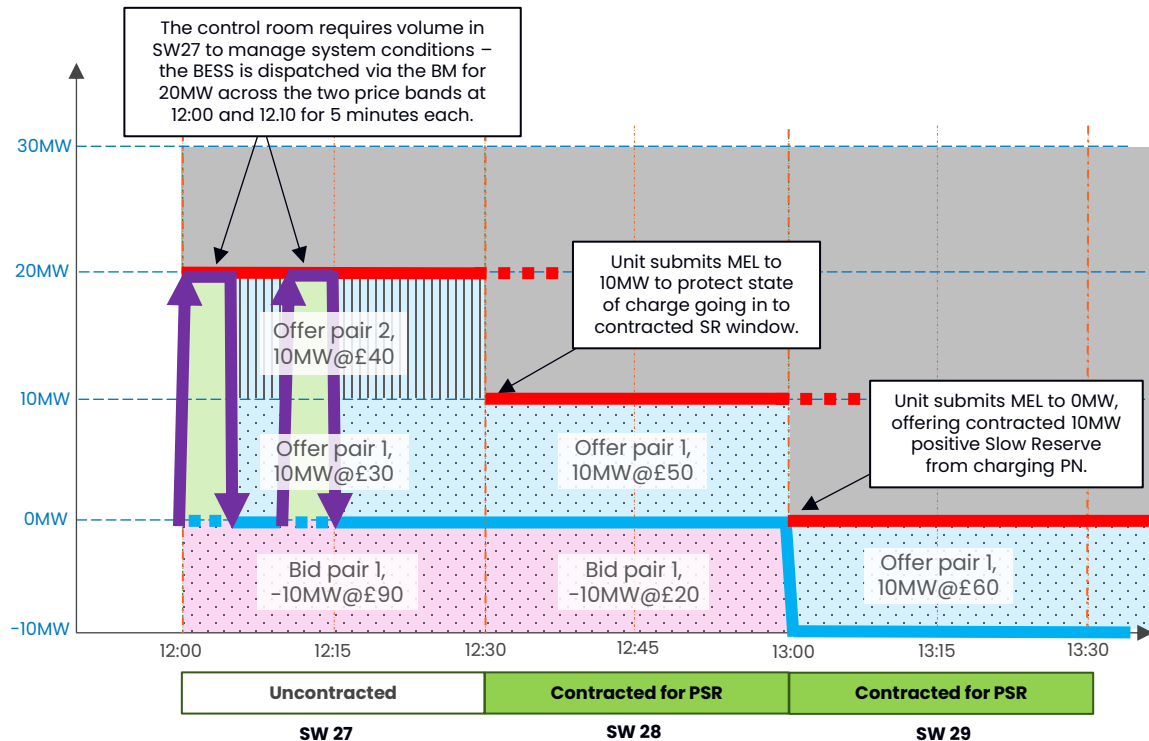 The control room requires volume in
SW27 to manage system conditions –
the BESS is dispatched via the BM for
20MW across the two price bands at
12:00 and 12.10 for 5 minutes each.
30MW
20MW
10MW
0MW
-10MW
Unit submits MEL to
10MW to protect state
of charge going in to
contracted SR window.
Unit submits MEL to 0MW,
offering contracted 10MW
positive Slow Reserve
from charging PN.
Offer pair 2,
10MW@£40
Offer pair 1,
10MW@£30
Offer pair 1,
10MW@£50
Bid pair 1,
-10MW@£90
Bid pair 1,
-10MW@£20
Offer pair 1,
10MW@£60
12:00
12:15
12:30
12:45
13:00
13:15
13:30
Uncontracted
Contracted for PSR
Contracted for PSR
SW 27
SW 28
SW 29